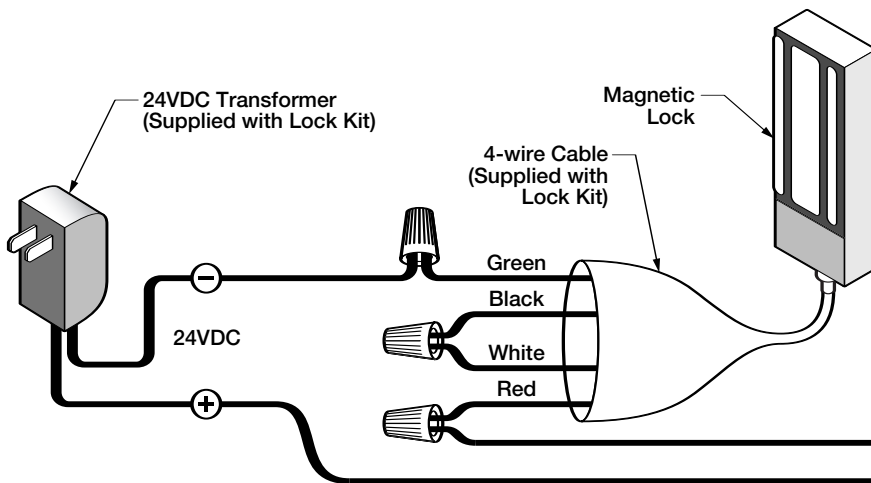 24VDC Transformer
(Supplied with Lock Kit)
Magnetic
Lock
4-wire Cable
(Supplied with
Lock Kit)
Green
−
Black
24VDC
White
Red
+